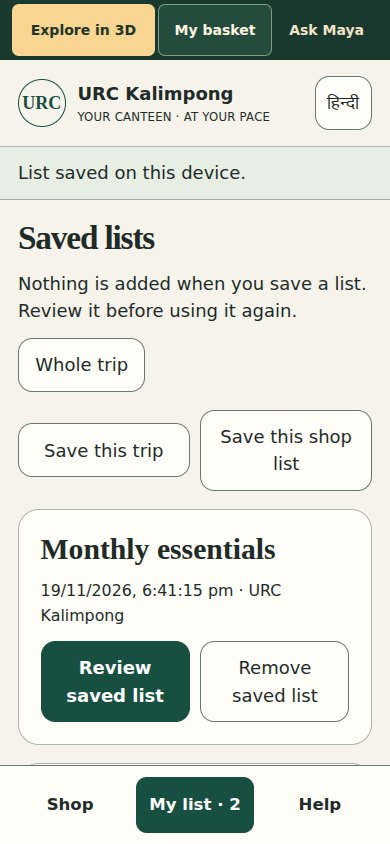 Explore in 3D
My basket
Ask Maya
URC
URC Kalimpong
YOUR CANTEEN · AT YOUR PACE
हिन्दी
List saved on this device.
Saved lists
Nothing is added when you save a list.
Review it before using it again.
Whole trip
Save this trip
Save this shop
list
Monthly essentials
19/11/2026, 6:41:15 pm · URC
Kalimpong
Review
saved list
Remove
saved list
Shop
My list · 2
Help